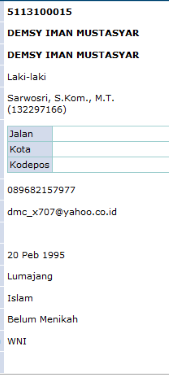 5113100015
DEMSY IMAN MUSTASYAR
DEMSY IMAN MUSTASYAR
Laki-laki
Sarwosri, S.Kom., M.T.
(132297166)
Jalan
Kota
Kodepos
089682157977
dmc_x707@yahoo.co.id
20 Peb 1995
Lumajang
Islam
Belum Menikah
WNI